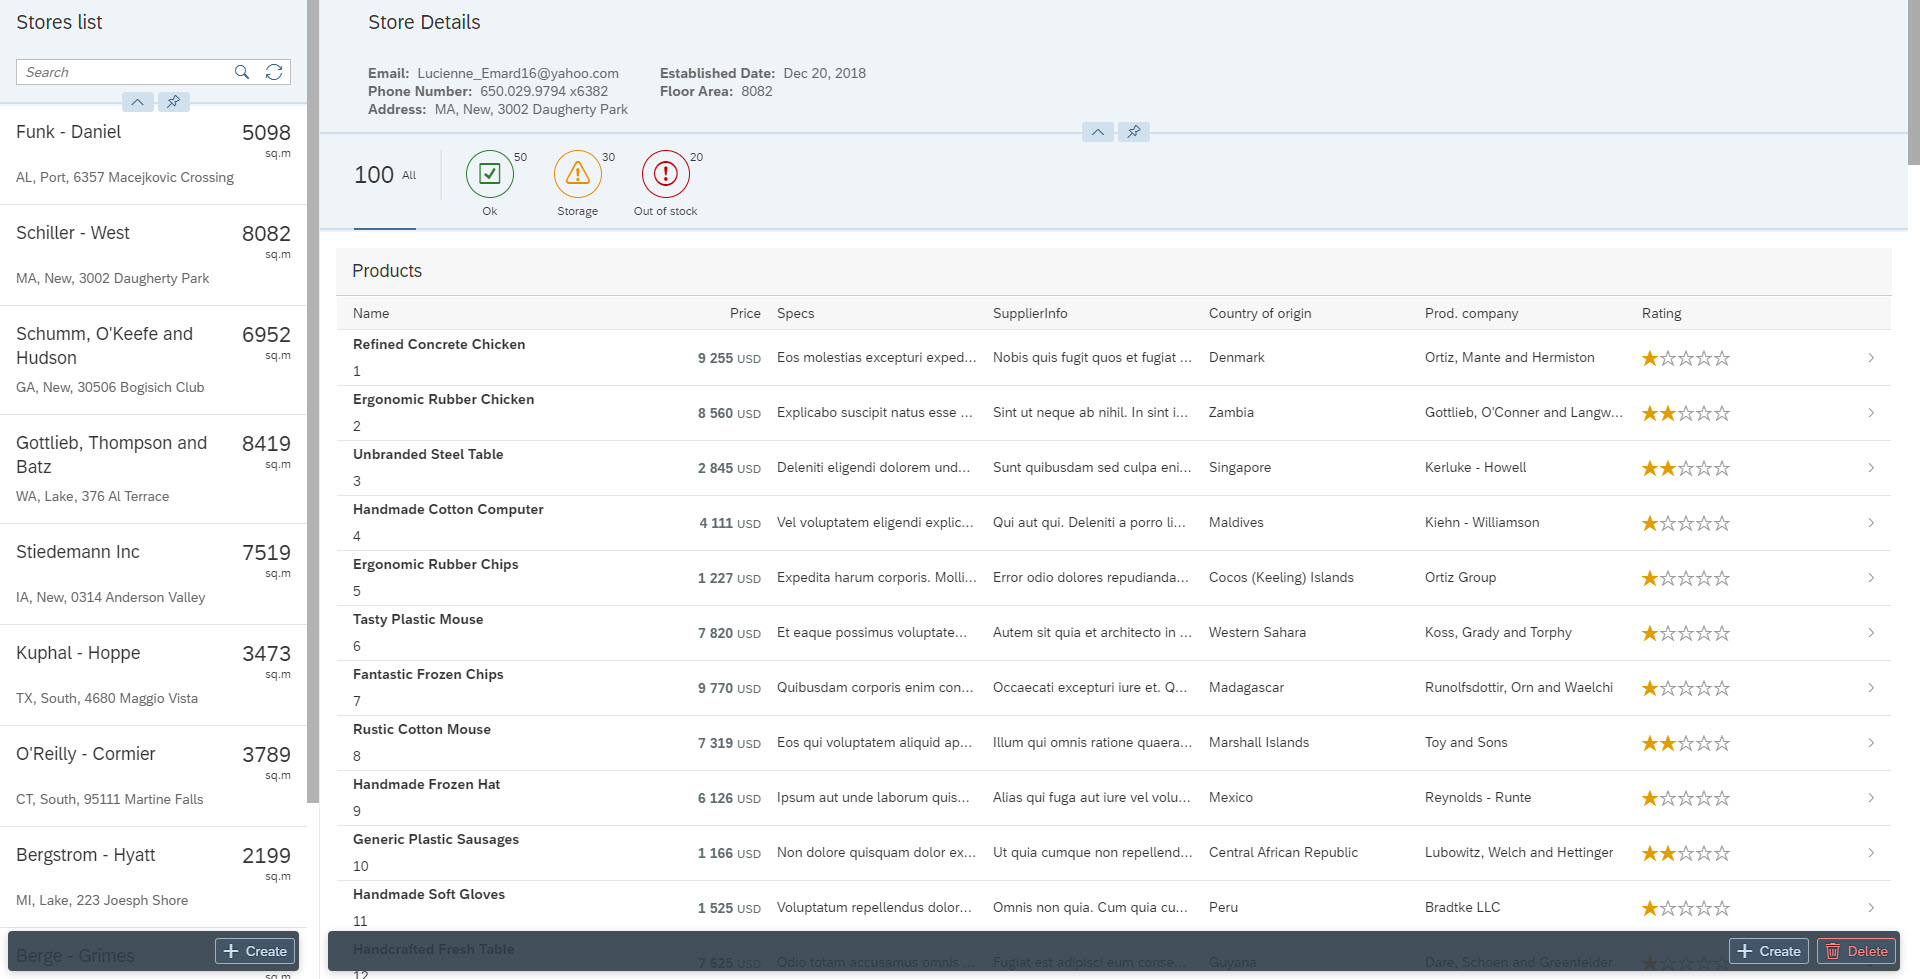 Stores list
Search
Funk - Daniel 5098
sq.m
AL, Port, 6357 Macejkovic Crossing
Schiller - West 8082
sq.m
MA, New, 3002 Daugherty Park
Schumm, O'Keefe and Hudson 6952
sq.m
GA, New, 30506 Bogisich Club
Gottlieb, Thompson and Batz 8419
sq.m
WA, Lake, 376 Al Terrace
Stiedemann Inc 7519
sq.m
IA, New, 0314 Anderson Valley
Kuphal - Hoppe 3473
sq.m
TX, South, 4680 Maggio Vista
O'Reilly - Cormier 3789
sq.m
CT, South, 95111 Martine Falls
Bergstrom - Hyatt 2199
sq.m
MI, Lake, 223 Joesph Shore
Berge - Grimes
Create
sq.m
Store Details
Email: Lucienne_Emard16@yahoo.com
Phone Number: 650.029.9794 x6382
Address: MA, New, 3002 Daugherty Park
Established Date: Dec 20, 2018
Floor Area: 8082
100 All
50
Ok
30
Storage
20
Out of stock
Products
Name Price Specs SupplierInfo Country of origin Prod. company Rating
Refined Concrete Chicken
1
9 255 USD Eos molestias excepturi exped... Nobis quis fugit quos et fugiat ... Denmark Ortiz, Mante and Hermiston
Ergonomic Rubber Chicken
2
8 560 USD Explicabo suscipit natus esse ... Sint ut neque ab nihil. In sint i... Zambia Gottlieb, O'Conner and Langw...
Unbranded Steel Table
3
2 845 USD Deleniti eligendi dolorem und... Sunt quibusdam sed culpa eni... Singapore Kerluke - Howell
Handmade Cotton Computer
4
4 111 USD Vel voluptatem eligendi explic... Qui aut qui. Deleniti a porro li... Maldives Kiehn - Williamson
Ergonomic Rubber Chips
5
1 227 USD Expedita harum corporis. Molli... Error odio dolores repudianda... Cocos (Keeling) Islands Ortiz Group
Tasty Plastic Mouse
6
7 820 USD Et eaque possimus voluptate... Autem sit quia et architecto in ... Western Sahara Koss, Grady and Torphy
Fantastic Frozen Chips
7
9 770 USD Quibusdam corporis enim con... Occaecati excepturi iure et. Q... Madagascar Runolfsdottir, Orn and Waelchi
Rustic Cotton Mouse
8
7 319 USD Eos qui voluptatem aliquid ap... Illum qui omnis ratione quaera... Marshall Islands Toy and Sons
Handmade Frozen Hat
9
6 126 USD Ipsum aut unde laborum quis... Alias qui fuga aut iure vel volu... Mexico Reynolds - Runte
Generic Plastic Sausages
10
1 166 USD Non dolore quisquam dolor ex... Ut quia cumque non repellend... Central African Republic Lubowitz, Welch and Hettinger
Handmade Soft Gloves
11
1 525 USD Voluptatum repellendus dolor... Omnis non quia. Cum quia cu... Peru Bradtke LLC
Handcrafted Fresh Table
12
7 625 USD Odio totam accusamus omnis ... Fugiat est adipisci eum conse... Guyana Dare, Schoen and Greenfelder
Create Delete